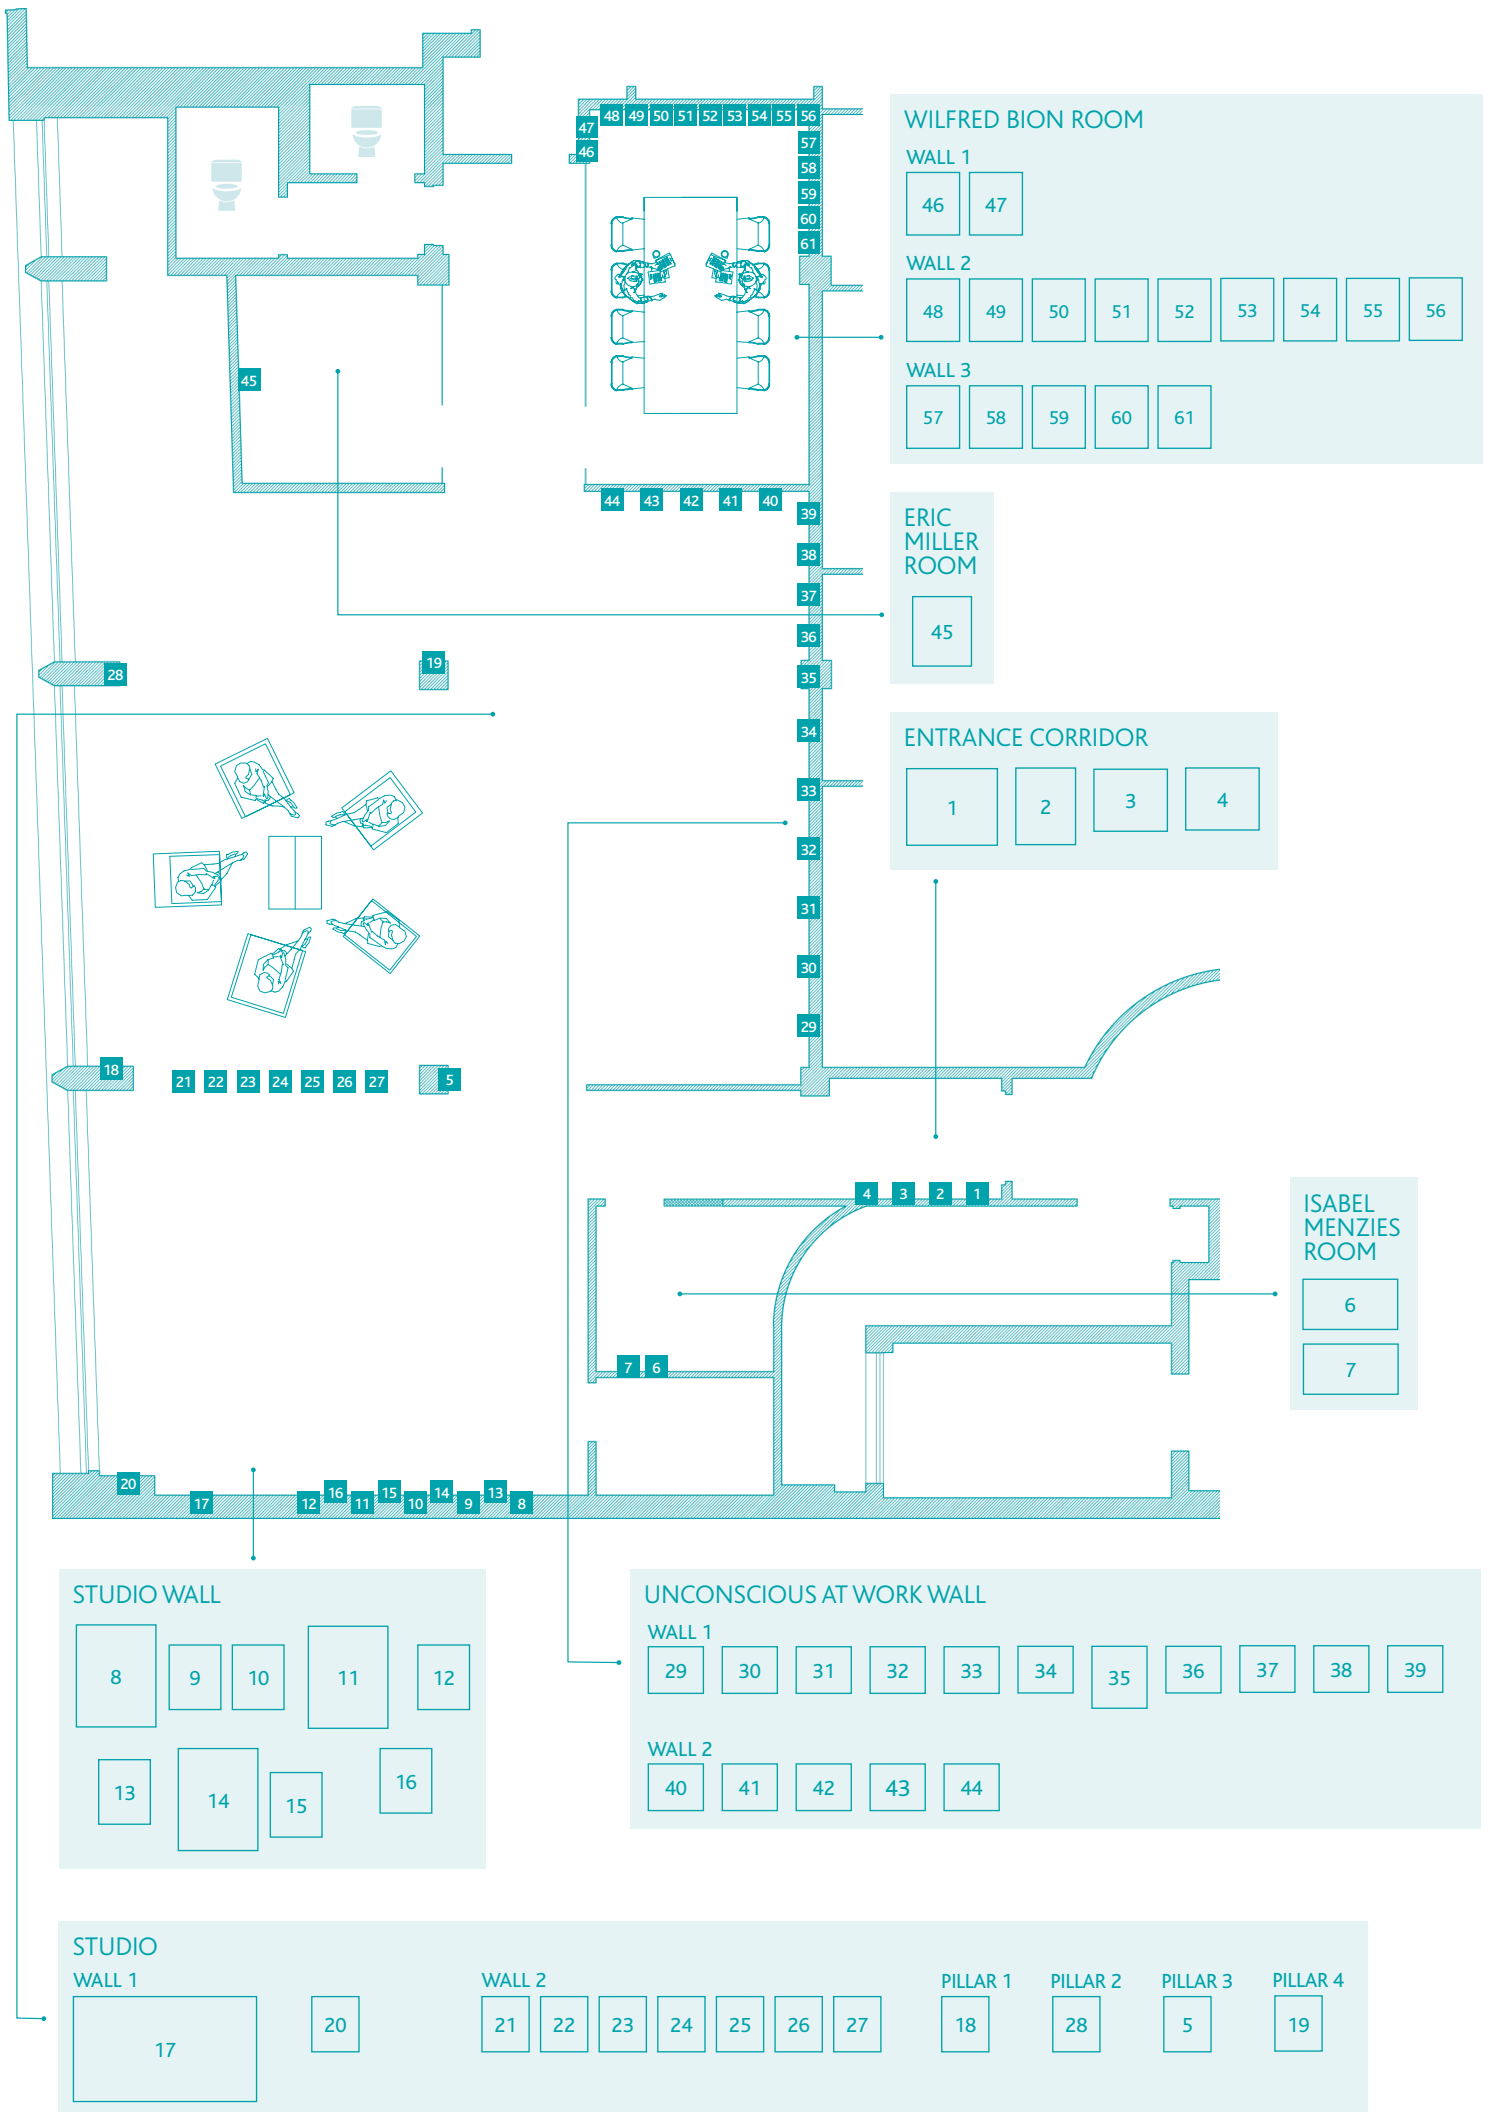 48 49 50 51 52 53 54 55 56
47
46
57
58
59
60
61
45
44 43 42 41 40
39
38
37
36
35
34
33
32
31
30
29
28
19
18
21 22 23 24 25 26 27
5
4 3 2 1
7 6
20
17
12 16 11 15 10 14 9 13 8
WILFRED BION ROOM
WALL 1
46 47
WALL 2
48 49 50 51 52 53 54 55 56
WALL 3
57 58 59 60 61
ERIC
MILLER
ROOM
45
ENTRANCE CORRIDOR
1 2 3 4
ISABEL
MENZIES
ROOM
6
7
STUDIO WALL
8 9 10 11 12
13 14 15 16
UNCONSCIOUS AT WORK WALL
WALL 1
29 30 31 32 33 34 35 36 37 38 39
WALL 2
40 41 42 43 44
STUDIO
WALL 1 WALL 2 PILLAR 1 PILLAR 2 PILLAR 3 PILLAR 4
17 20 21 22 23 24 25 26 27 18 28 5 19